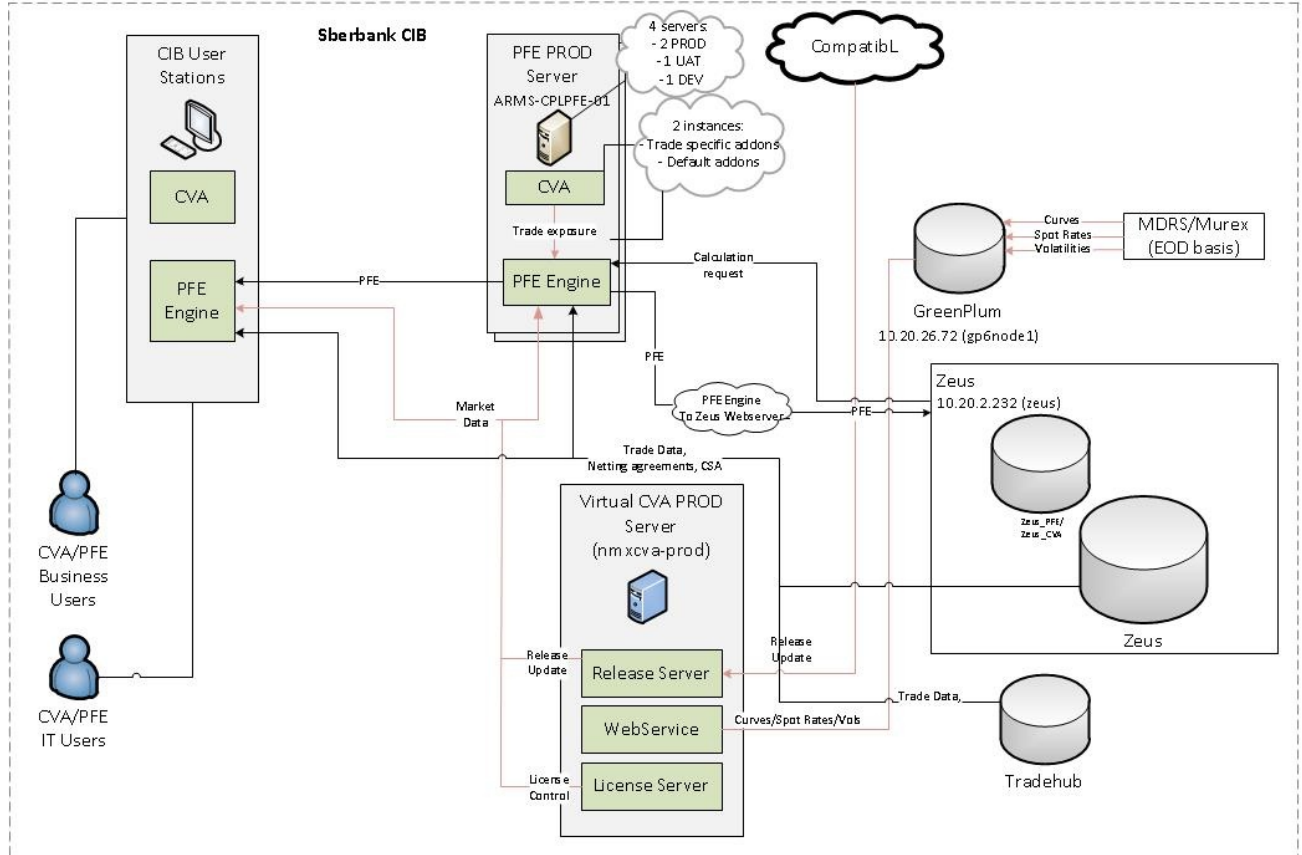 Sberbank CIB
CIB User
Stations
CVA
PFE
Engine
PFE PROD
Server
ARMS-CPLPFE-01
CVA
Trade exposure
PFE Engine
4 servers:
- 2 PROD
- 1 UAT
- 1 DEV
2 instances:
- Trade specific addons
- Default addons
CompatibL
Curves
Spot Rates
Volatilities
MDRS/Murex
(EOD basis)
GreenPlum
10.20.26.72 (gp6node1)
Calculation
request
PFE
PFE
PFE Engine
To Zeus Webserver
PFE
Market
Data
Trade Data,
Netting agreements, CSA
Zeus
10.20.2.232 (zeus)
Zeus_PFE/
Zeus_CVA
Zeus
Virtual CVA PROD
Server
(nmxcva-prod)
Release
Update
Release Server
Release
Update
WebService
Curves/Spot Rates/Vols
License
Control
License Server
Trade Data,
Tradehub
CVA/PFE
Business
Users
CVA/PFE
IT Users